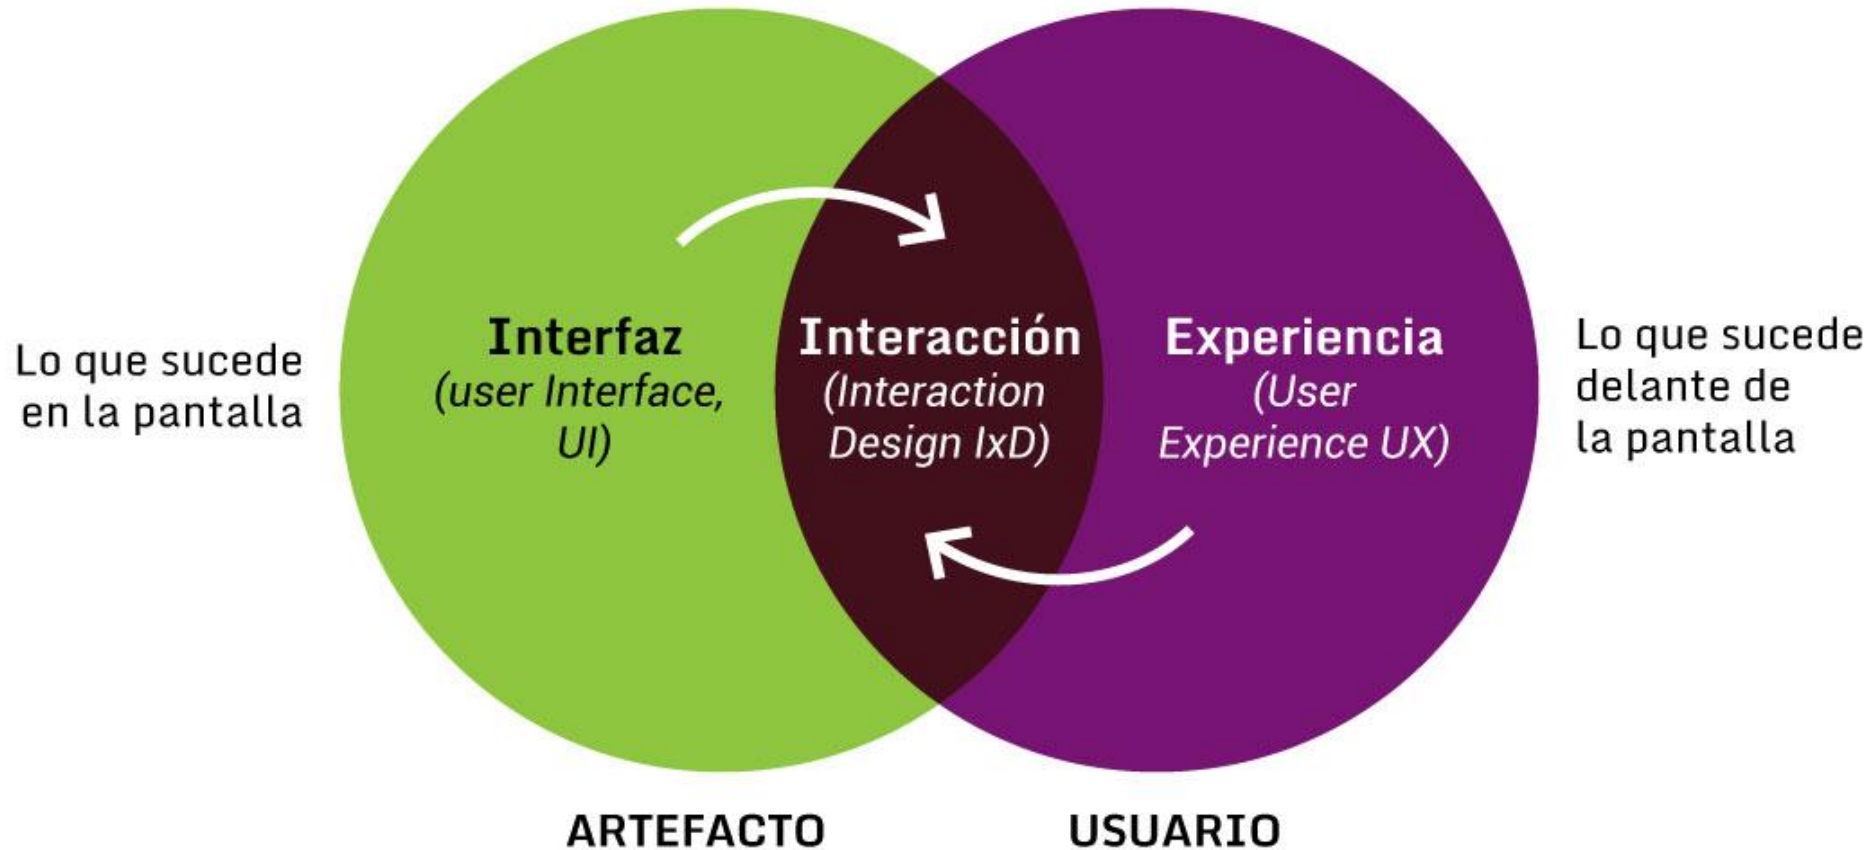 Lo que sucede
en la pantalla
Interfaz
(user Interface,
UI)
Interacción
(Interaction
Design IxD)
Experiencia
(User
Experience UX)
Lo que sucede
delante de
la pantalla
ARTEFACTO
USUARIO